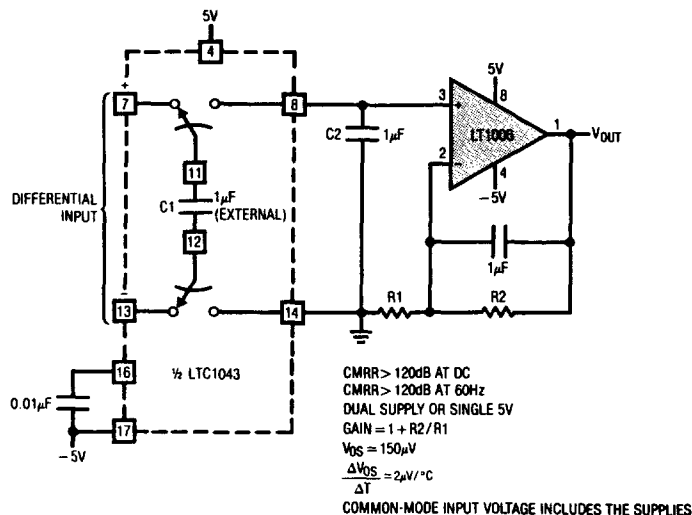 5V
4
+
7
8
5V
3
+
8
1
VOUT
C2
1μF
LT1006
2
−
4
−5V
11
DIFFERENTIAL
INPUT
C1
1μF
(EXTERNAL)
12
1μF
−
13
14
R1
R2
16
½ LTC1043
0.01μF
17
−5V
CMRR > 120dB AT DC
CMRR > 120dB AT 60Hz
DUAL SUPPLY OR SINGLE 5V
GAIN = 1 + R2/R1
VOS ≈ 150μV
ΔVOS
ΔT
≈ 2μV/°C
COMMON-MODE INPUT VOLTAGE INCLUDES THE SUPPLIES